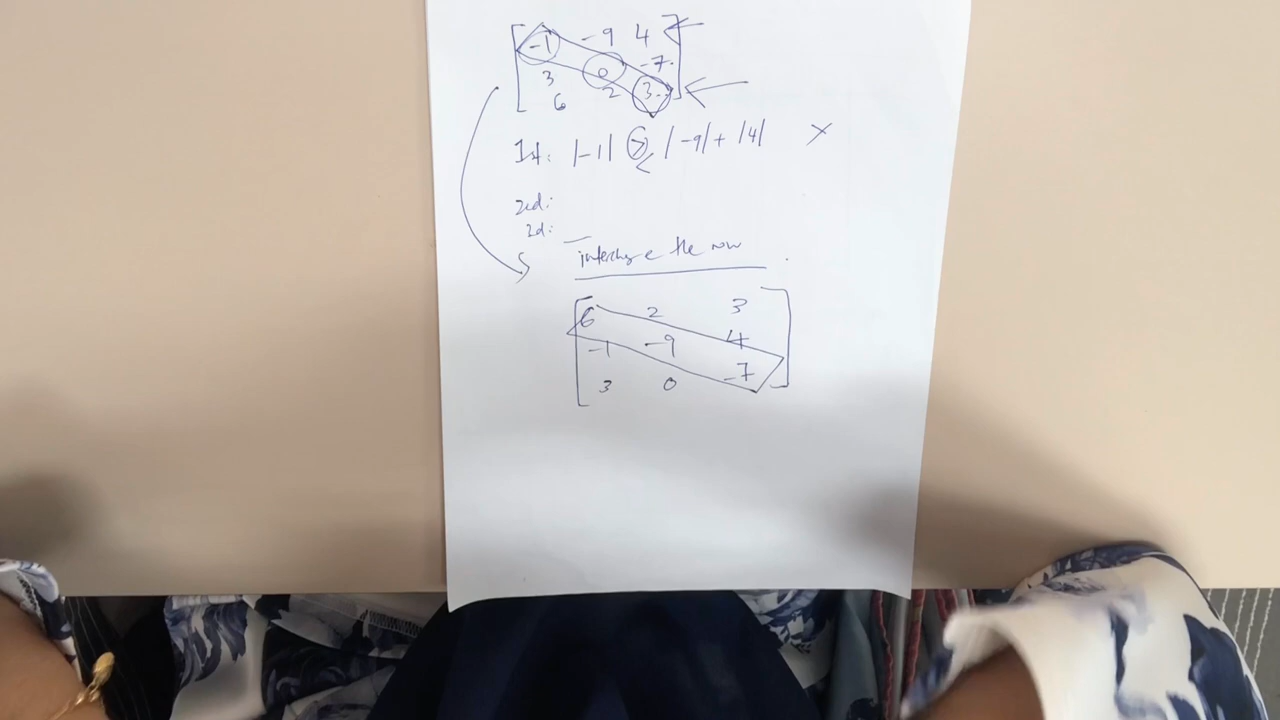 -1 -9 4
3 0 -7
6 2 3
1st: |-1| > |-9| + |4| ×
<
2nd:
3d:
interchange the row
6 2 3
-1 -9 4
3 0 -7